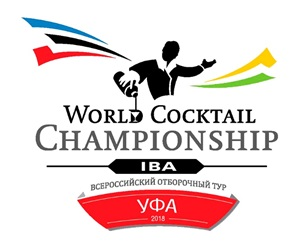 WORLD COCKTAIL
CHAMPIONSHIP
IBA
ВСЕРОССИЙСКИЙ ОТБОРОЧНЫЙ ТУР
УФА
2018